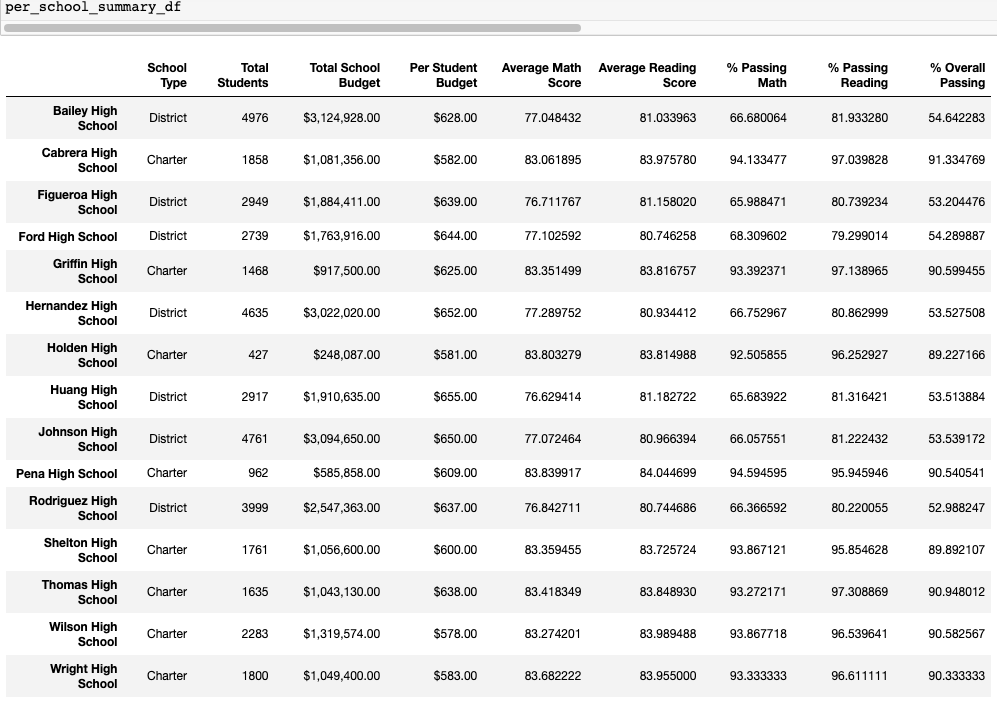 per_school_summary_df
School Type Total Students Total School Budget Per Student Budget Average Math Score Average Reading Score % Passing Math % Passing Reading % Overall Passing
Bailey High School District 4976 $3,124,928.00 $628.00 77.048432 81.033963 66.680064 81.933280 54.642283
Cabrera High School Charter 1858 $1,081,356.00 $582.00 83.061895 83.975780 94.133477 97.039828 91.334769
Figueroa High School District 2949 $1,884,411.00 $639.00 76.711767 81.158020 65.988471 80.739234 53.204476
Ford High School District 2739 $1,763,916.00 $644.00 77.102592 80.746258 68.309602 79.299014 54.289887
Griffin High School Charter 1468 $917,500.00 $625.00 83.351499 83.816757 93.392371 97.138965 90.599455
Hernandez High School District 4635 $3,022,020.00 $652.00 77.289752 80.934412 66.752967 80.862999 53.527508
Holden High School Charter 427 $248,087.00 $581.00 83.803279 83.814988 92.505855 96.252927 89.227166
Huang High School District 2917 $1,910,635.00 $655.00 76.629414 81.182722 65.683922 81.316421 53.513884
Johnson High School District 4761 $3,094,650.00 $650.00 77.072464 80.966394 66.057551 81.222432 53.539172
Pena High School Charter 962 $585,858.00 $609.00 83.839917 84.044699 94.594595 95.945946 90.540541
Rodriguez High School District 3999 $2,547,363.00 $637.00 76.842711 80.744686 66.366592 80.220055 52.988247
Shelton High School Charter 1761 $1,056,600.00 $600.00 83.359455 83.725724 93.867121 95.854628 89.892107
Thomas High School Charter 1635 $1,043,130.00 $638.00 83.418349 83.848930 93.272171 97.308869 90.948012
Wilson High School Charter 2283 $1,319,574.00 $578.00 83.274201 83.989488 93.867718 96.539641 90.582567
Wright High School Charter 1800 $1,049,400.00 $583.00 83.682222 83.955000 93.333333 96.611111 90.333333